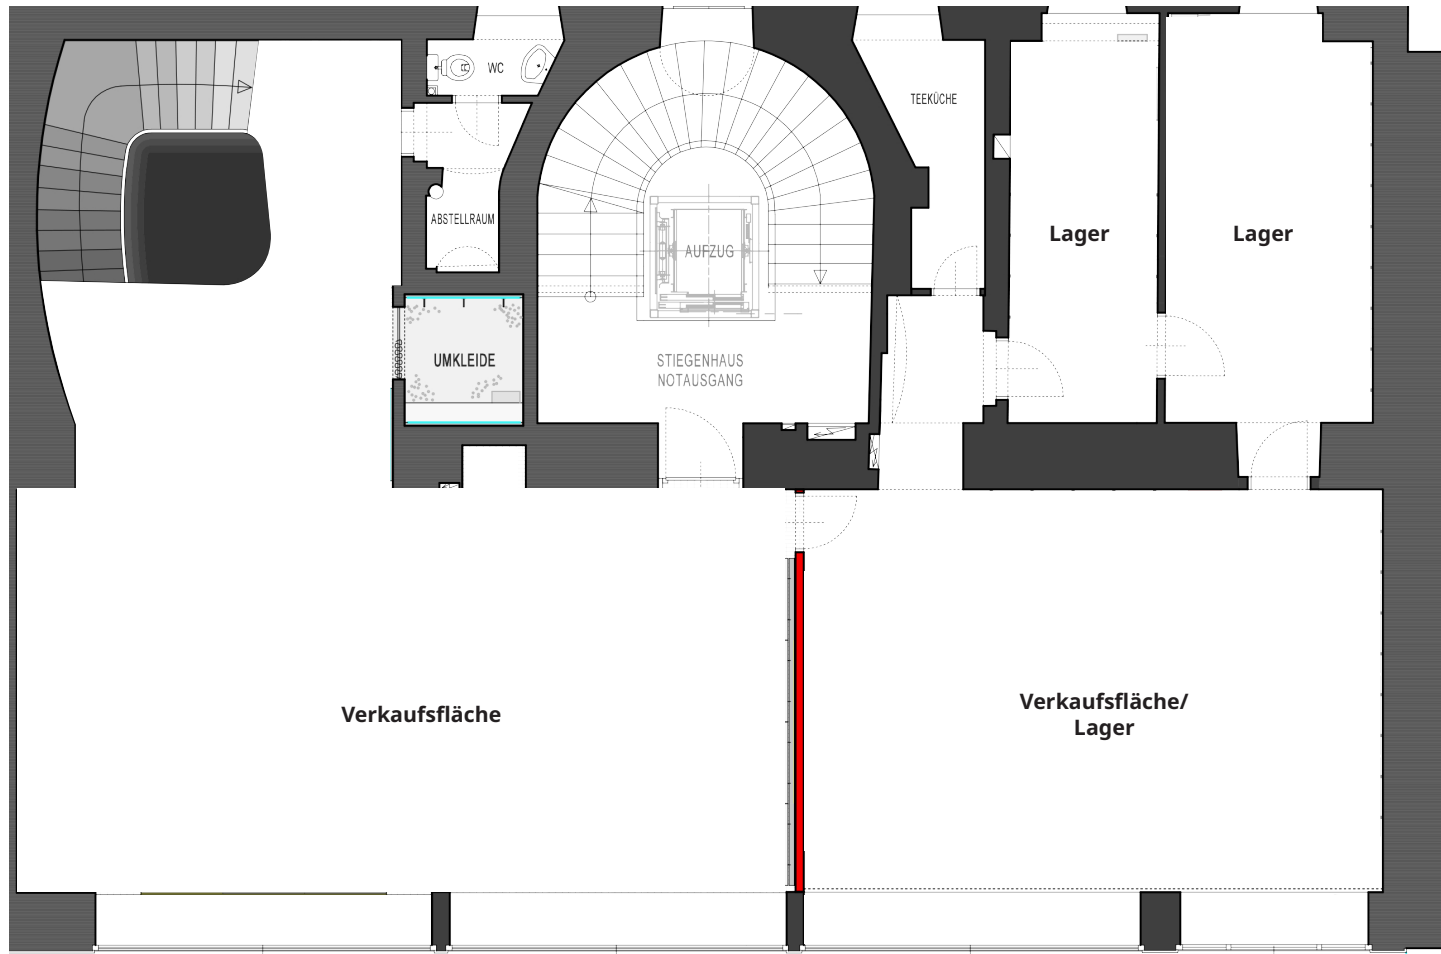 WC
TEEKÜCHE
ABSTELLRAUM
AUFZUG
Lager
Lager
UMKLEIDE
STIEGENHAUS
NOTAUSGANG
Verkaufsfläche
Verkaufsfläche/
Lager